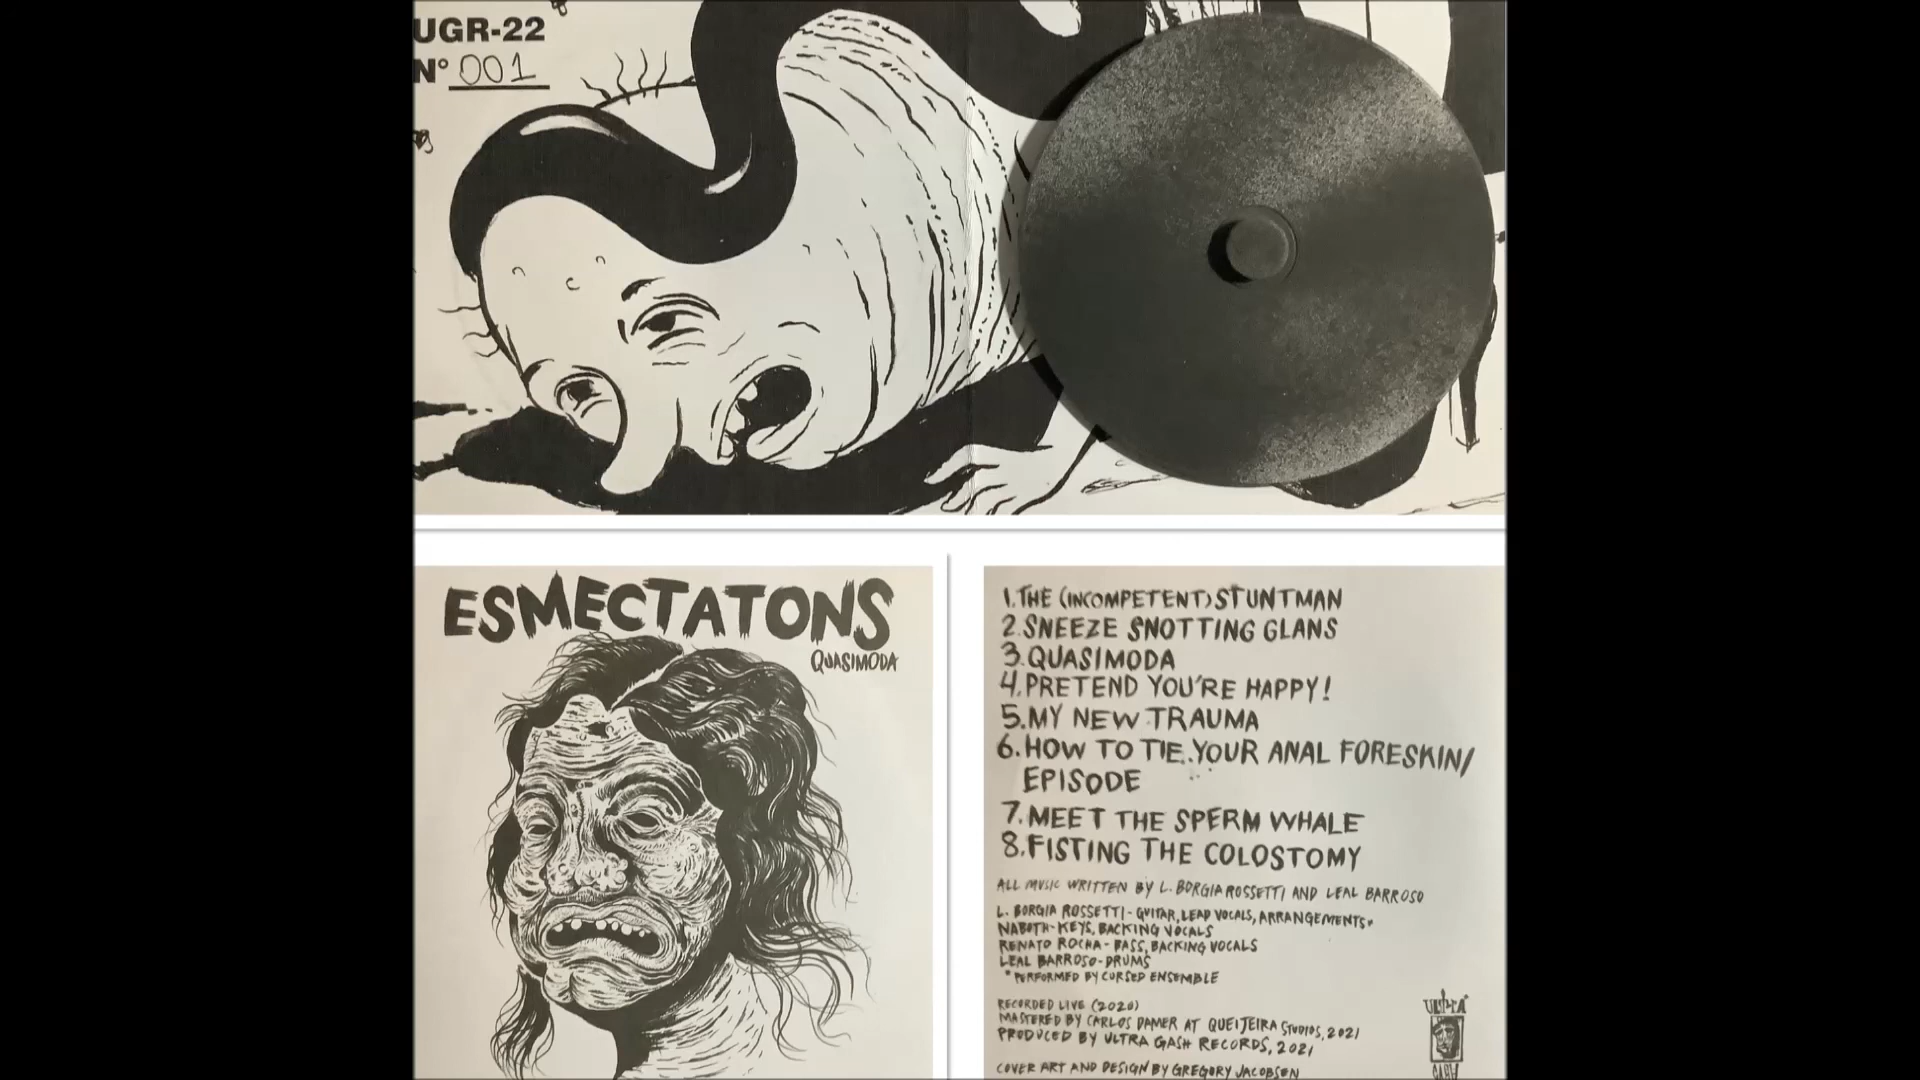 UGR-22
N° 001
ESMECTATONS
QUASIMODA
1. THE (INCOMPETENT) STUNTMAN
2. SNEEZE SNOTTING GLANS
3. QUASIMODA
4. PRETEND YOU'RE HAPPY!
5. MY NEW TRAUMA
6. HOW TO TIE YOUR ANAL FORESKIN/
EPISODE
7. MEET THE SPERM WHALE
8. FISTING THE COLOSTOMY
ALL MUSIC WRITTEN BY L. BORGIA ROSSETTI AND LEAL BARROSO
L. BORGIA ROSSETTI - GUITAR, LEAD VOCALS, ARRANGEMENTS*
NABOTH - KEYS, BACKING VOCALS
RENATO ROCHA - BASS, BACKING VOCALS
LEAL BARROSO - DRUMS
*PERFORMED BY CURSED ENSEMBLE
RECORDED LIVE (2020)
MASTERED BY CARLOS DAMER AT QUEIJEIRA STUDIOS, 2021
PRODUCED BY ULTRA GASH RECORDS, 2021
COVER ART AND DESIGN BY GREGORY JACOBSEN
ULTRA
GASH